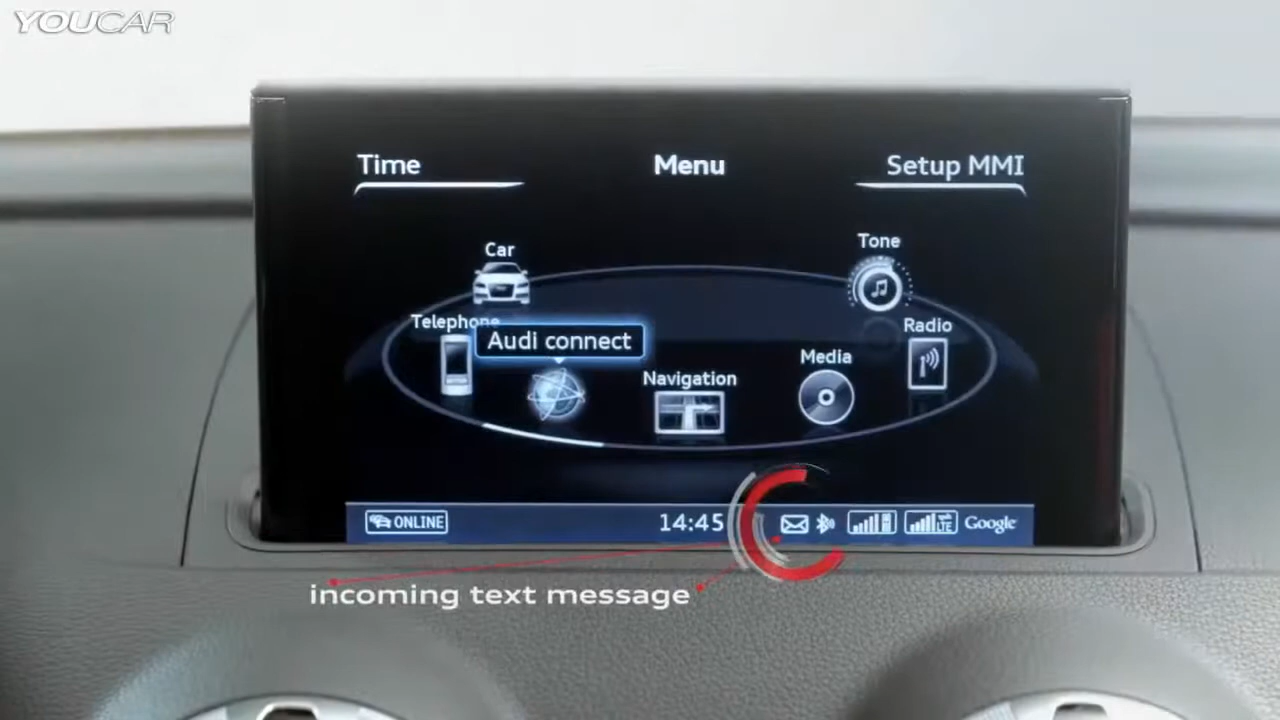 YOUCAR
Time Menu Setup MMI
Car Tone
Telephone Audi connect Radio
Navigation Media
ONLINE 14:45 LTE Google
incoming text message